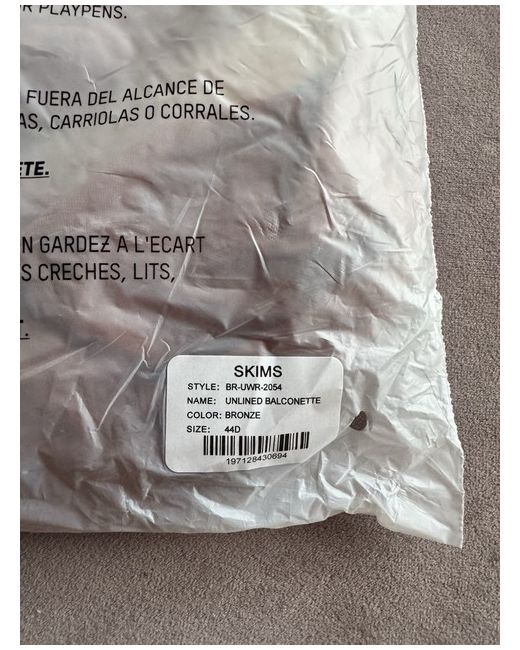 R PLAYPENS.
FUERA DEL ALCANCE DE
AS, CARRIOLAS O CORRALES.
ETE.
N GARDEZ A L'ECART
S CRECHES, LITS,
SKIMS
STYLE: BR-UWR-2054
NAME: UNLINED BALCONETTE
COLOR: BRONZE
SIZE: 44D
197128430694